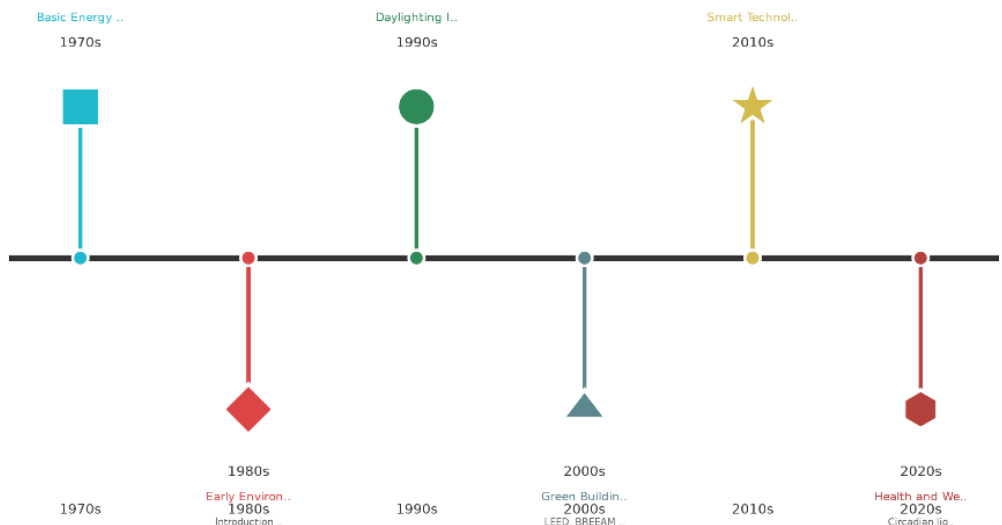 Basic Energy ..
Daylighting I..
Smart Technol..
1970s
1990s
2010s
1980s
2000s
2020s
Early Environ..
Green Buildin..
Health and We..
1970s
1980s
1990s
2000s
2010s
2020s
Introduction ..
LEED, BREEAM ..
Circadian lig..